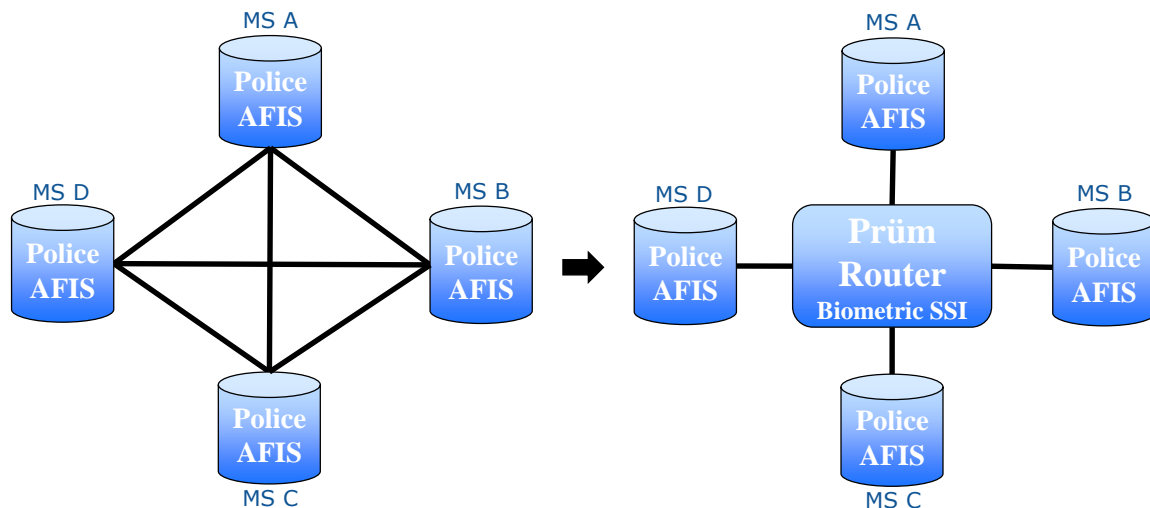 MS A
Police
AFIS
MS D
Police
AFIS
MS B
Police
AFIS
Police
AFIS
MS C
MS A
Police
AFIS
MS D
Police
AFIS
Prüm
Router
Biometric SSI
MS B
Police
AFIS
Police
AFIS
MS C